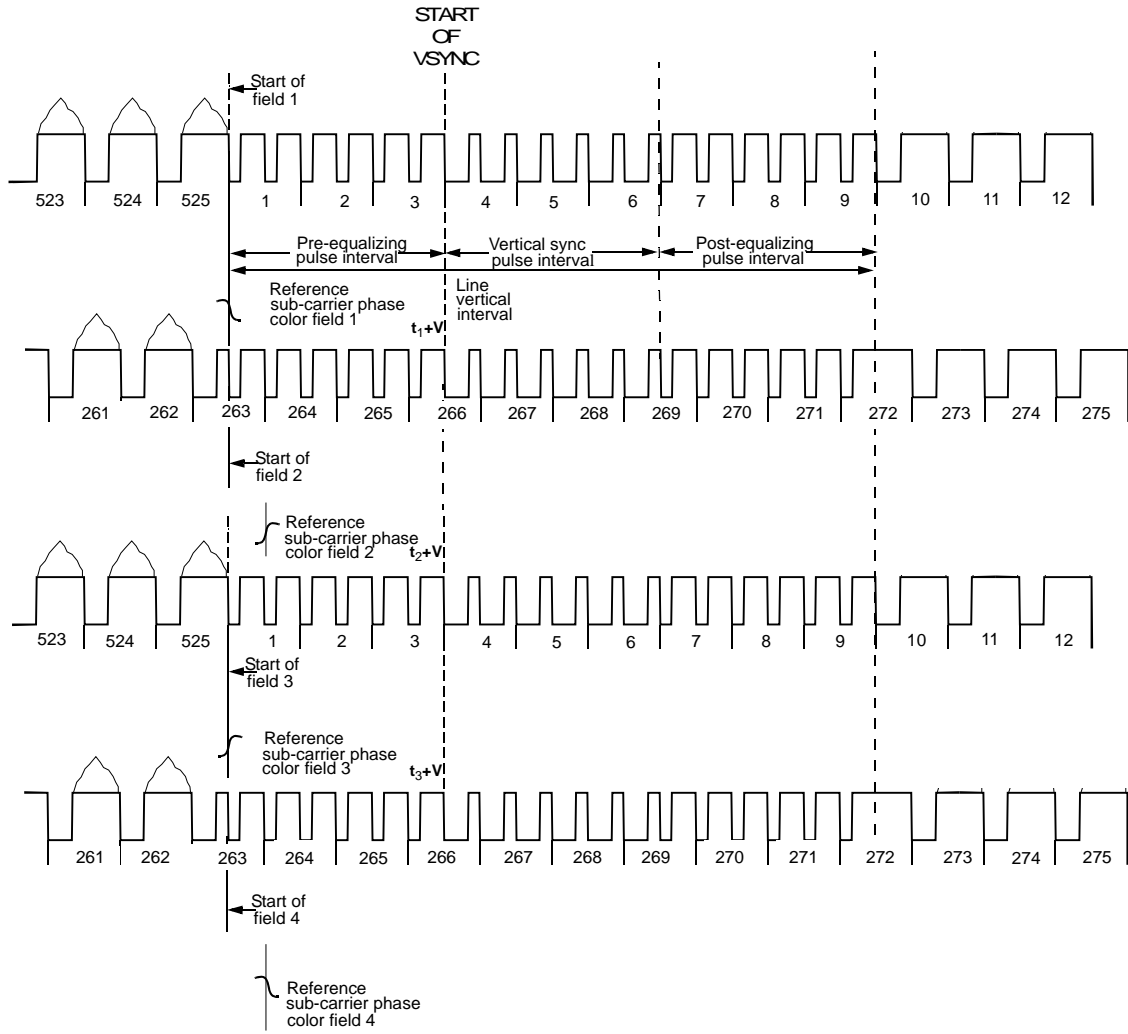 START
OF
VSYNC
Start of
field 1
523 524 525 1 2 3 4 5 6 7 8 9 10 11 12
Pre-equalizing
pulse interval
Vertical sync
pulse interval
Post-equalizing
pulse interval
Reference
sub-carrier phase
color field 1
Line
vertical
interval
t1+V
261 262 263 264 265 266 267 268 269 270 271 272 273 274 275
Start of
field 2
Reference
sub-carrier phase
color field 2
t2+V
523 524 525 1 2 3 4 5 6 7 8 9 10 11 12
Start of
field 3
Reference
sub-carrier phase
color field 3
t3+V
261 262 263 264 265 266 267 268 269 270 271 272 273 274 275
Start of
field 4
Reference
sub-carrier phase
color field 4